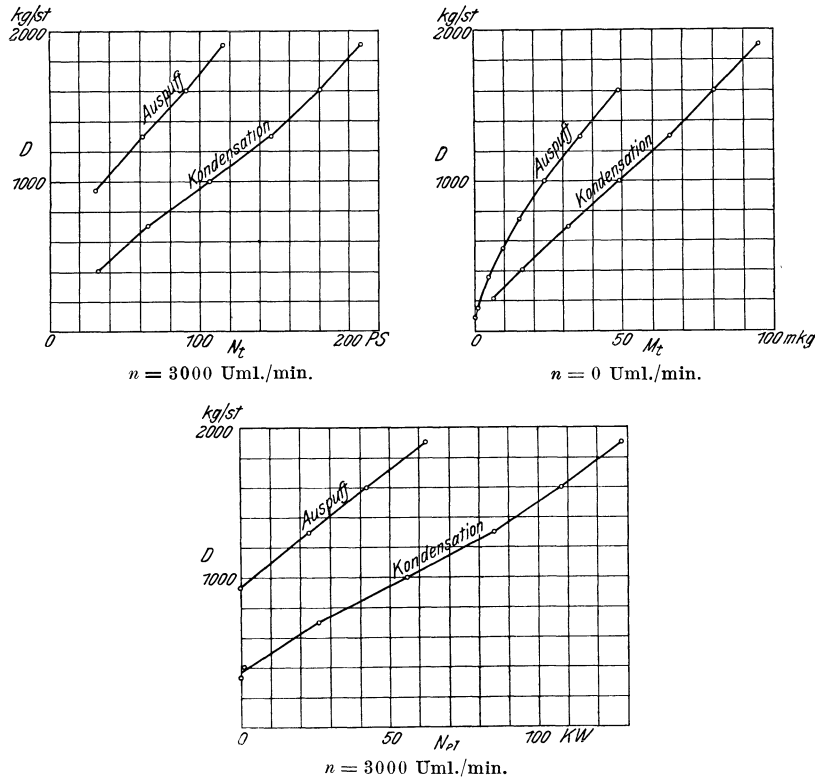 kg/st
2000
Auspuff
D
Kondensation
1000
0
100
N_t
200 PS
n = 3000 Uml./min.
kg/st
2000
Auspuff
D
Kondensation
1000
0
50
M_t
100 mkg
n = 0 Uml./min.
kg/st
2000
Auspuff
D
Kondensation
1000
0
50
N_p1
100 KW
n = 3000 Uml./min.